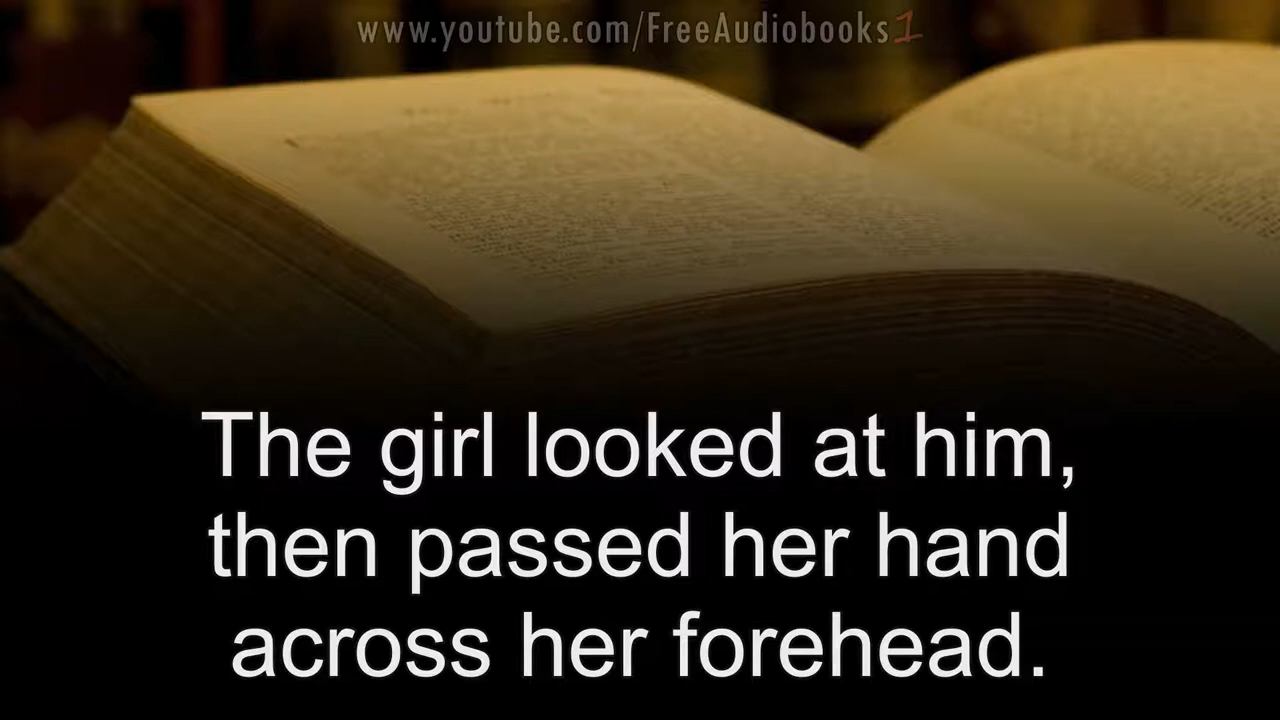 www.youtube.com/FreeAudiobooks1
The girl looked at him,
then passed her hand
across her forehead.